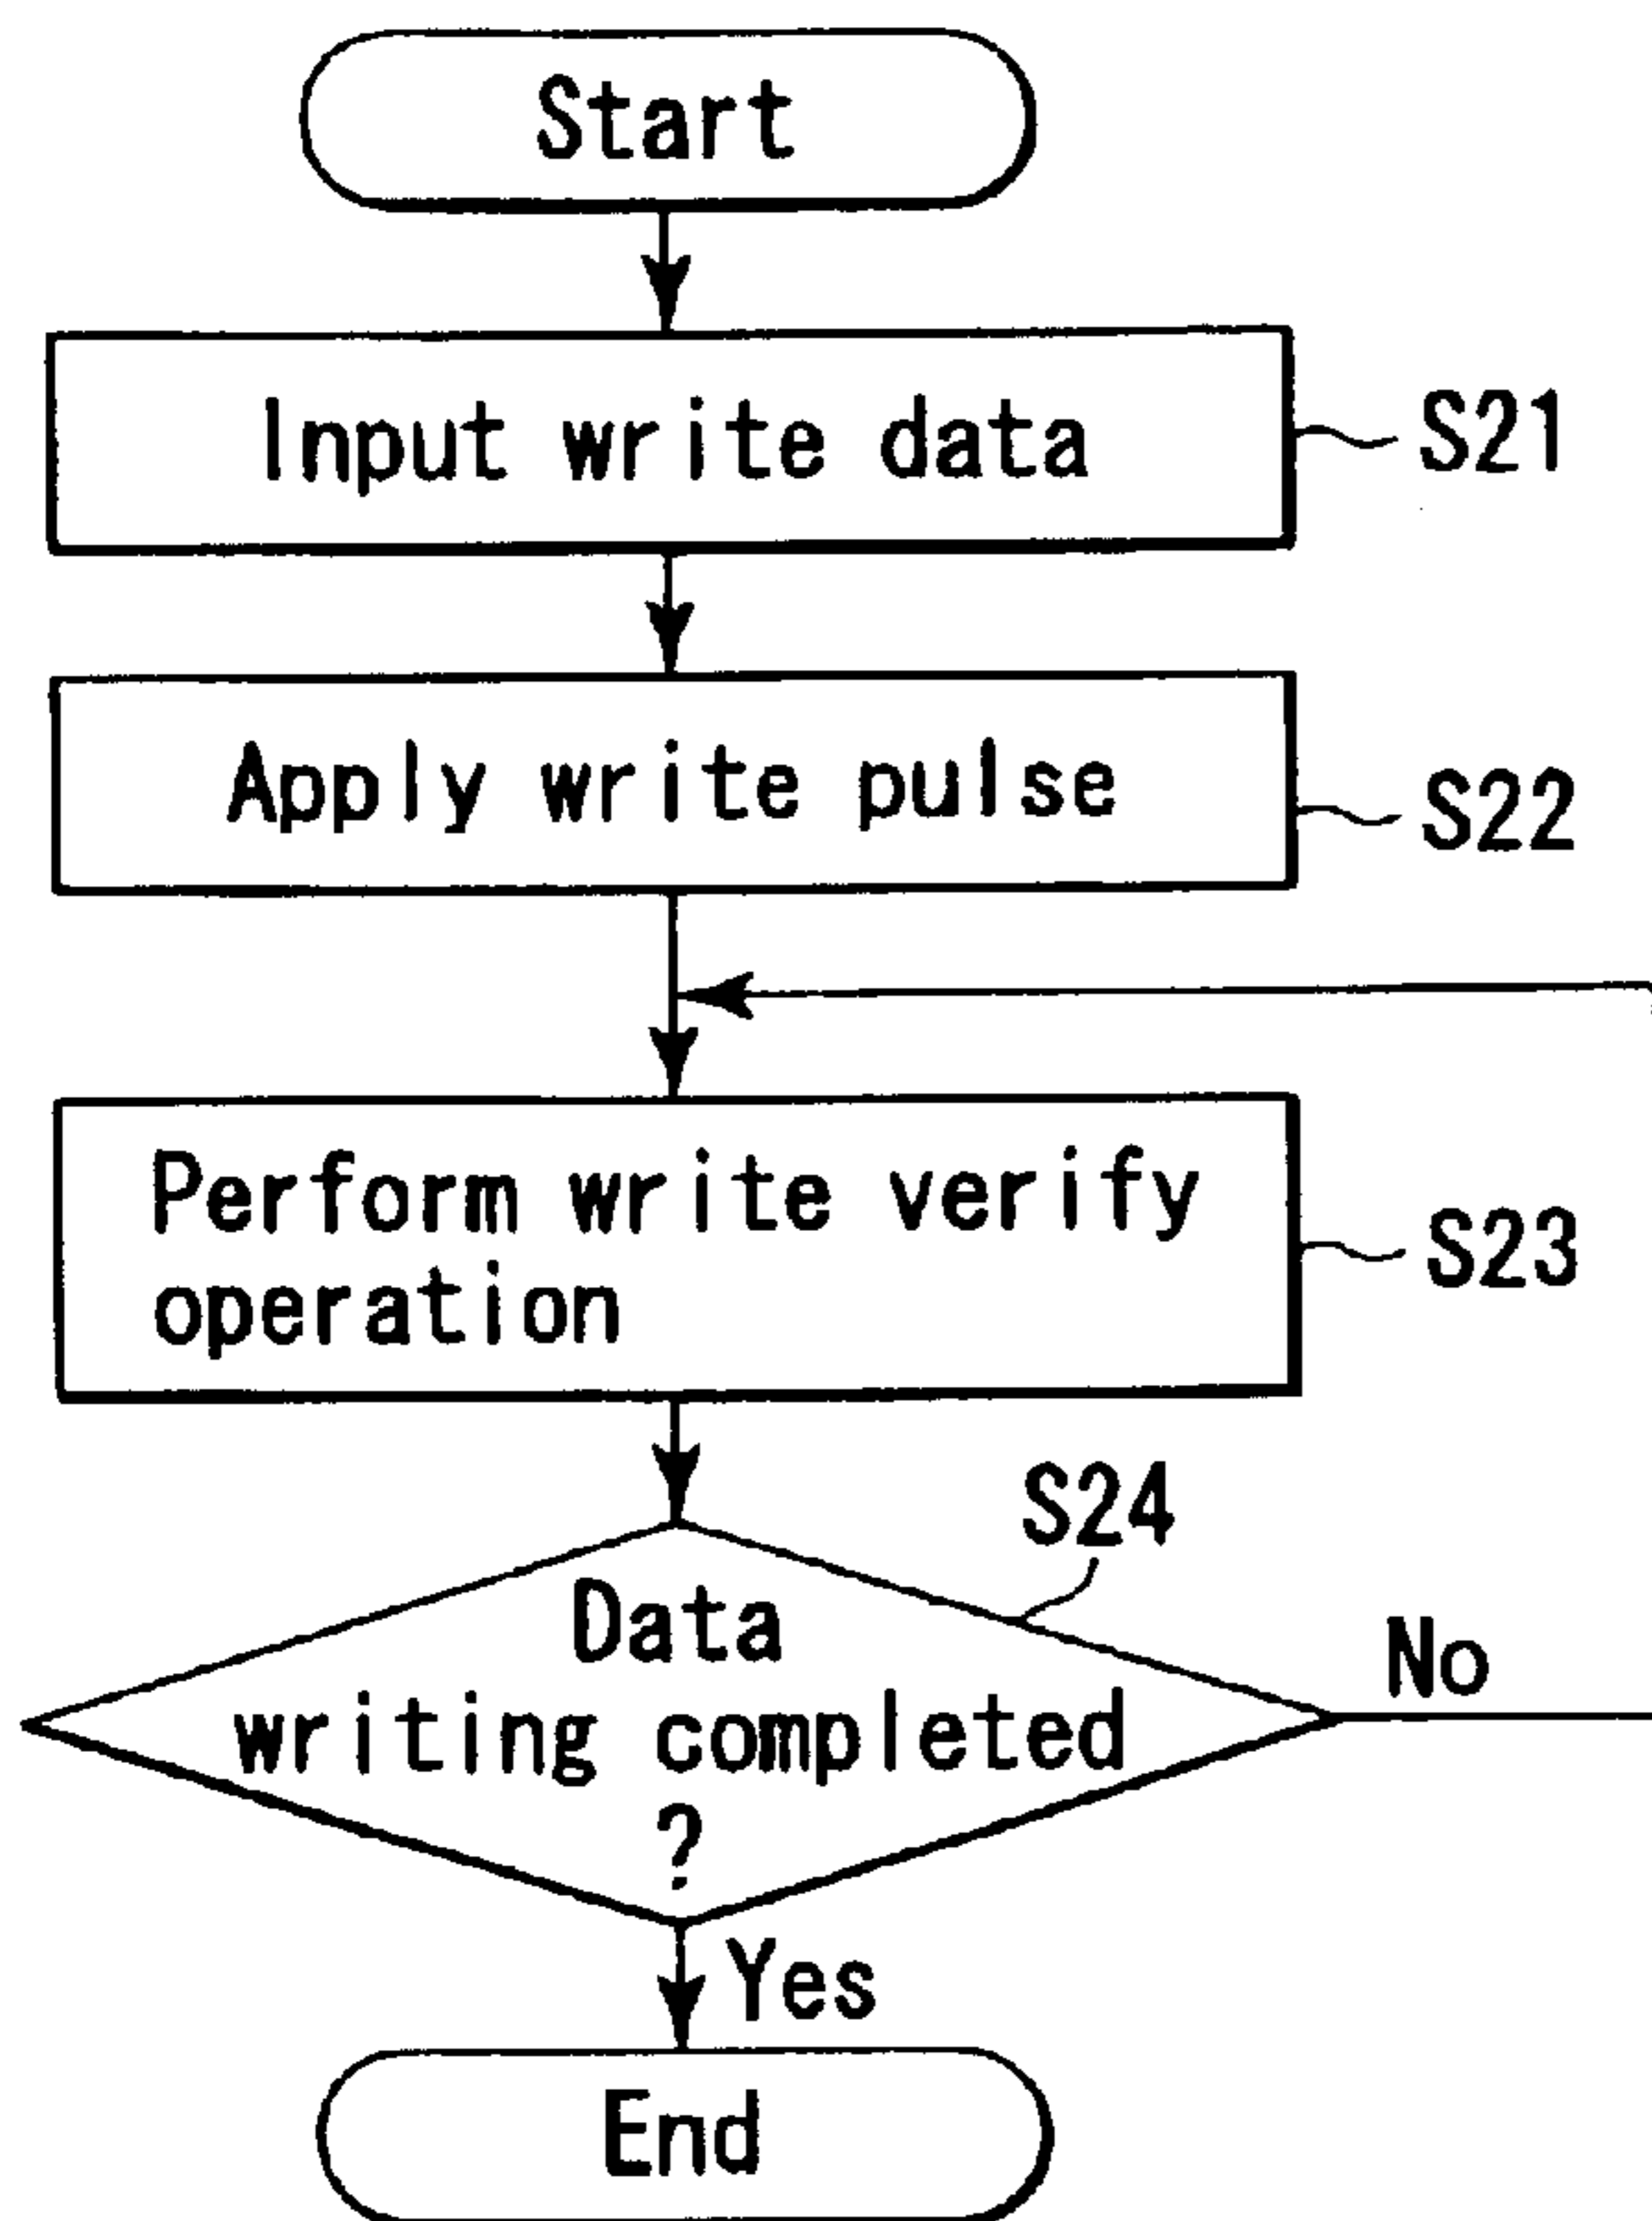 Start
Input write data
S21
Apply write pulse
S22
Perform write verify
operation
S23
S24
Data
writing completed
?
No
Yes
End